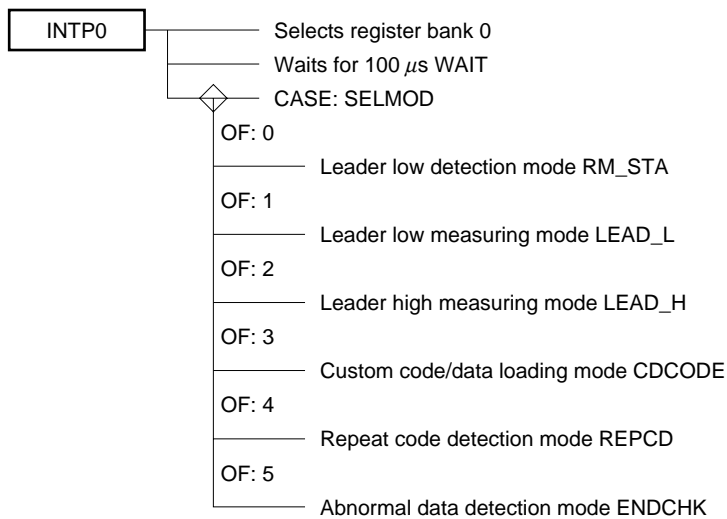 INTP0
Selects register bank 0
Waits for 100 µs WAIT
CASE: SELMOD
OF: 0
Leader low detection mode RM_STA
OF: 1
Leader low measuring mode LEAD_L
OF: 2
Leader high measuring mode LEAD_H
OF: 3
Custom code/data loading mode CDCODE
OF: 4
Repeat code detection mode REPCD
OF: 5
Abnormal data detection mode ENDCHK